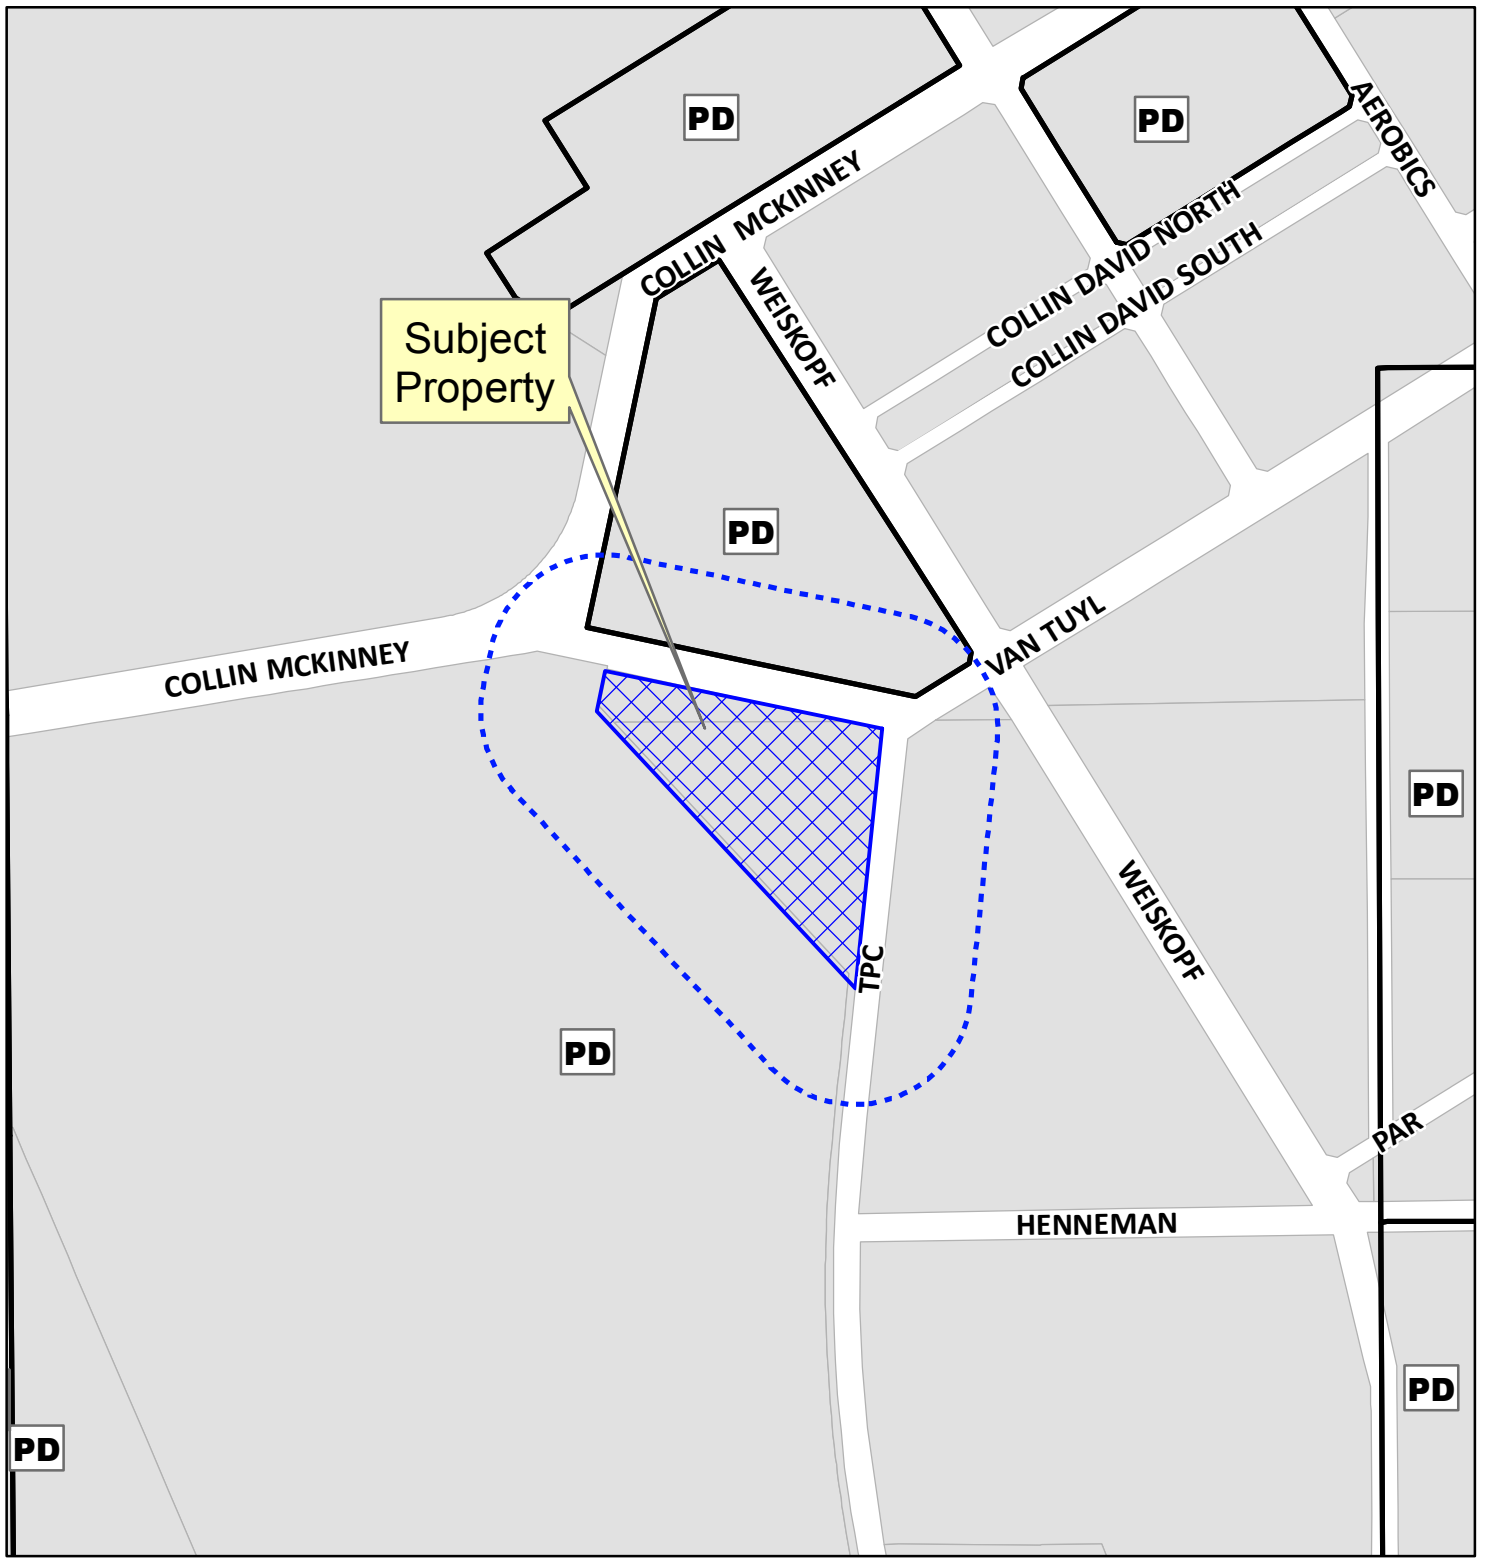 PD
PD
AEROBICS
COLLIN MCKINNEY
COLLIN DAVID NORTH
COLLIN DAVID SOUTH
WEISKOPF
Subject
Property
PD
VAN TUYL
COLLIN MCKINNEY
PD
WEISKOPF
TPC
PD
PAR
HENNEMAN
PD
PD